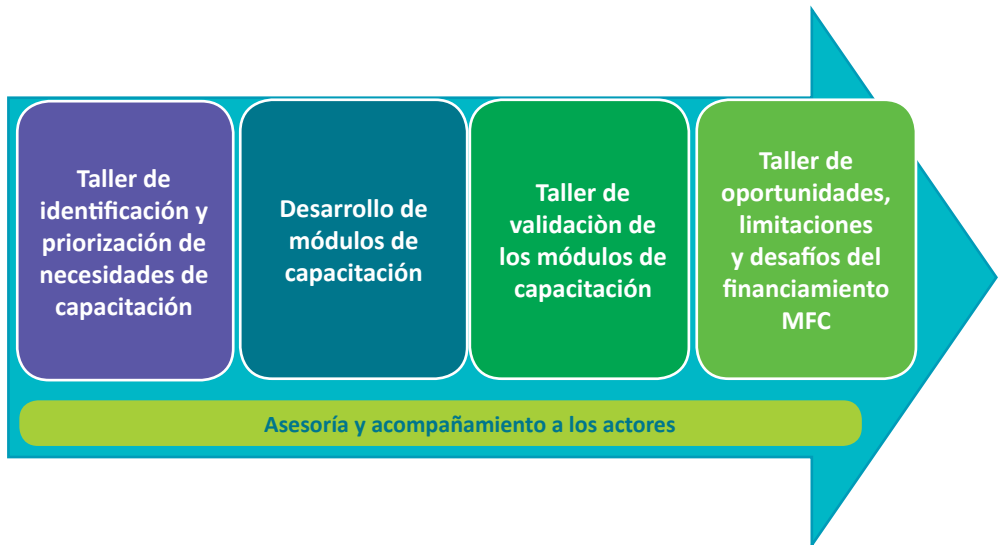 Taller de
identificación y
priorización de
necesidades de
capacitación
Desarrollo de
módulos de
capacitación
Taller de
validaciòn de
los módulos de
capacitación
Taller de
oportunidades,
limitaciones
y desafíos del
financiamiento
MFC
Asesoría y acompañamiento a los actores